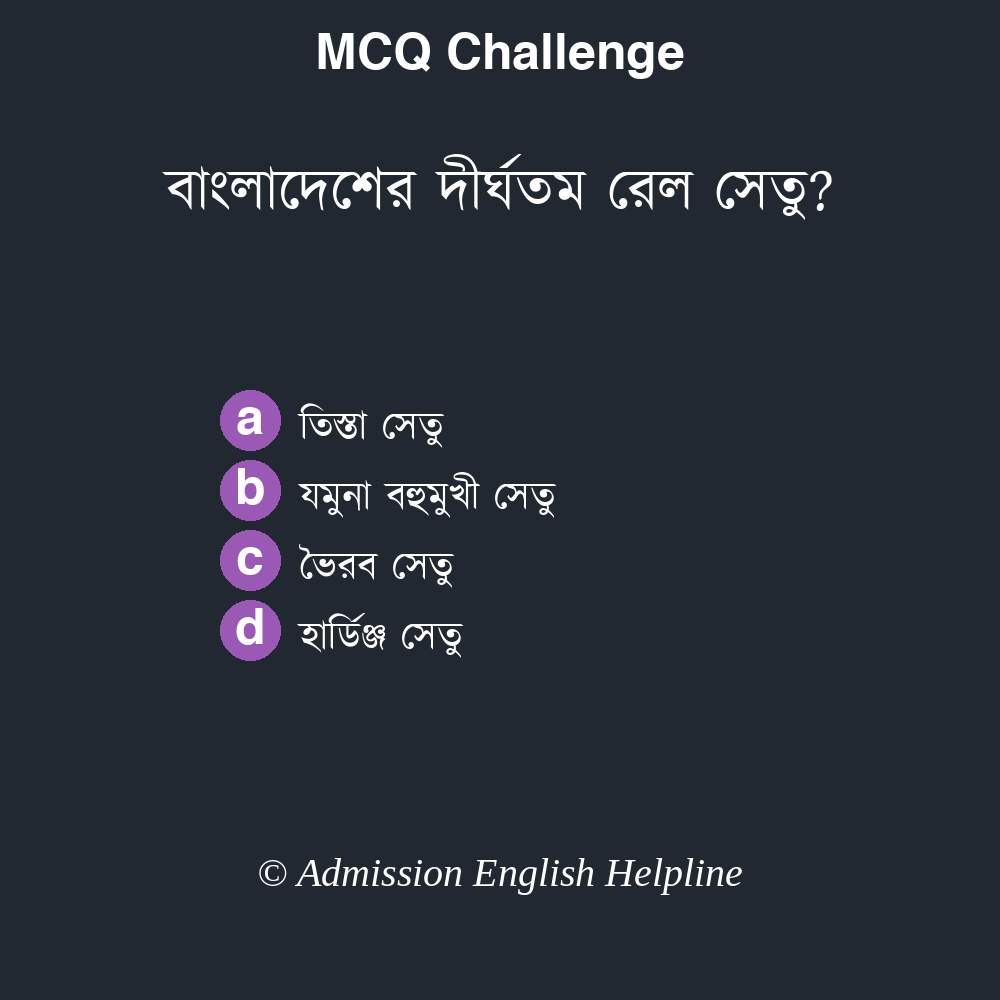 MCQ Challenge
বাংলাদেশের দীর্ঘতম রেল সেতু?
a তিস্তা সেতু
b যমুনা বহুমুখী সেতু
c ভৈরব সেতু
d হার্ডিঞ্জ সেতু
© Admission English Helpline